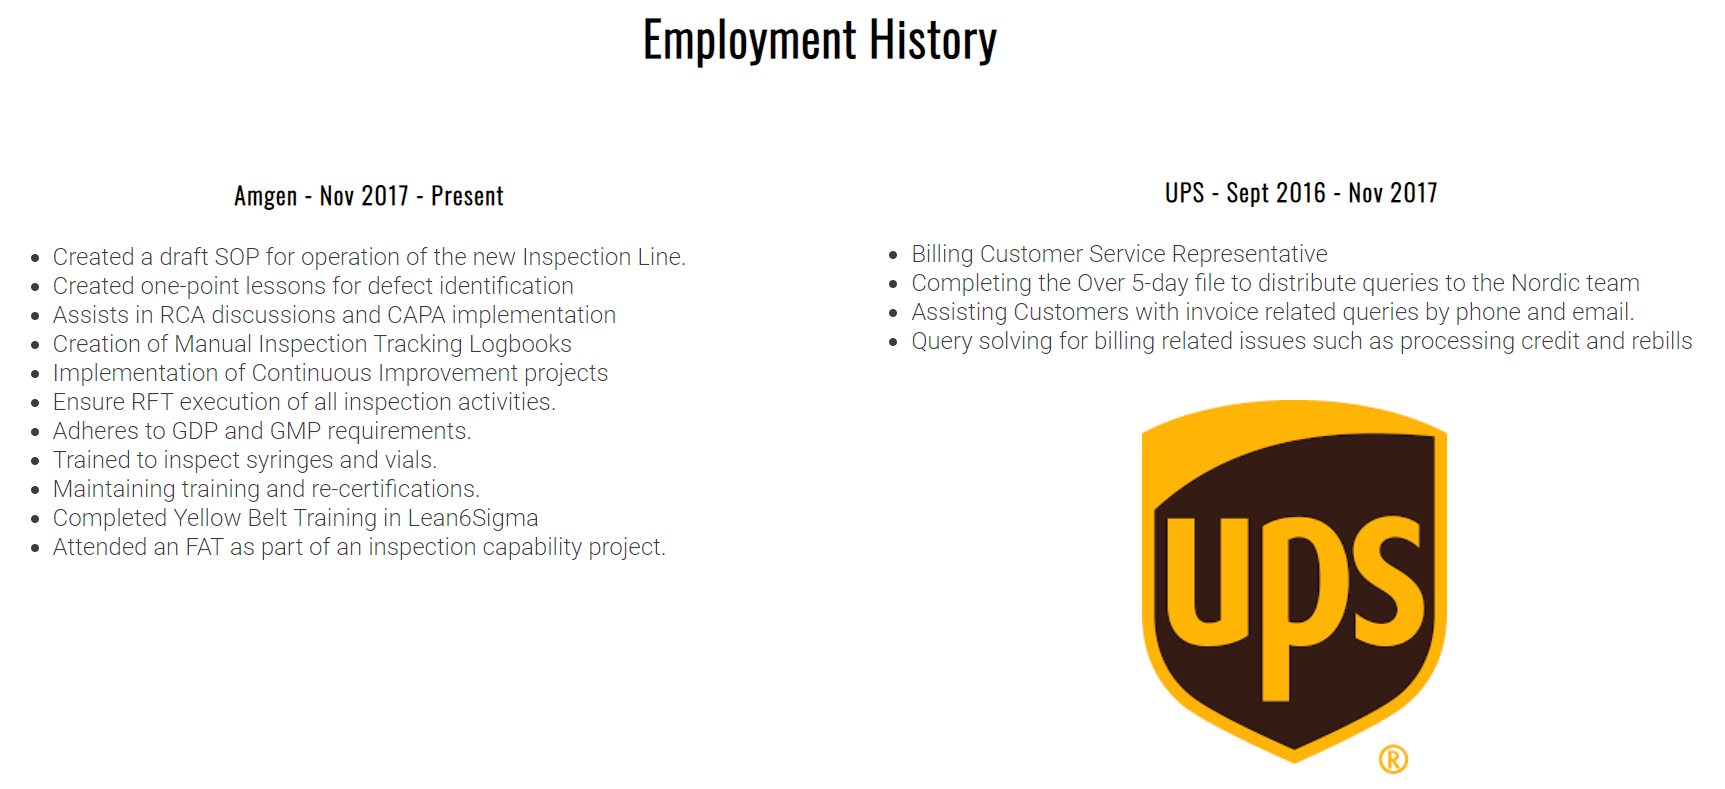 Employment History
Amgen - Nov 2017 - Present
Created a draft SOP for operation of the new Inspection Line.
Created one-point lessons for defect identification
Assists in RCA discussions and CAPA implementation
Creation of Manual Inspection Tracking Logbooks
Implementation of Continuous Improvement projects
Ensure RFT execution of all inspection activities.
Adheres to GDP and GMP requirements.
Trained to inspect syringes and vials.
Maintaining training and re-certifications.
Completed Yellow Belt Training in Lean6Sigma
Attended an FAT as part of an inspection capability project.
UPS - Sept 2016 - Nov 2017
Billing Customer Service Representative
Completing the Over 5-day file to distribute queries to the Nordic team
Assisting Customers with invoice related queries by phone and email.
Query solving for billing related issues such as processing credit and rebills
ups
®